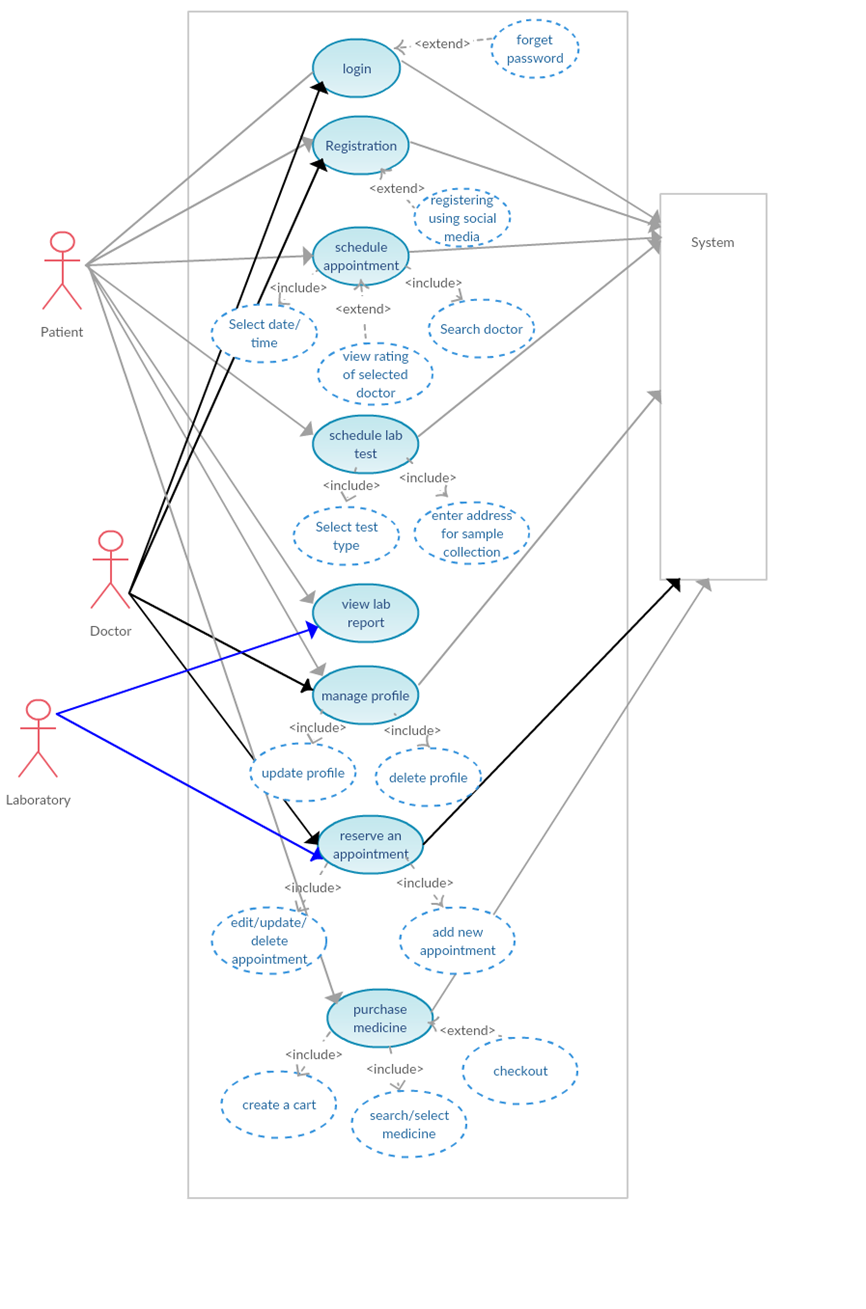 <extend>
forget
password
login
Registration
<extend>
registering
using social
media
System
schedule
appointment
Patient
<include>
<include>
<extend>
Select date/
time
Search doctor
view rating
of selected
doctor
schedule lab
test
<include>
<include>
Select test
type
enter address
for sample
collection
Doctor
view lab
report
manage profile
<include>
<include>
update profile
delete profile
Laboratory
reserve an
appointment
<include>
<include>
edit/update/
delete
appointment
add new
appointment
purchase
medicine
<extend>
<include>
<include>
checkout
create a cart
search/select
medicine